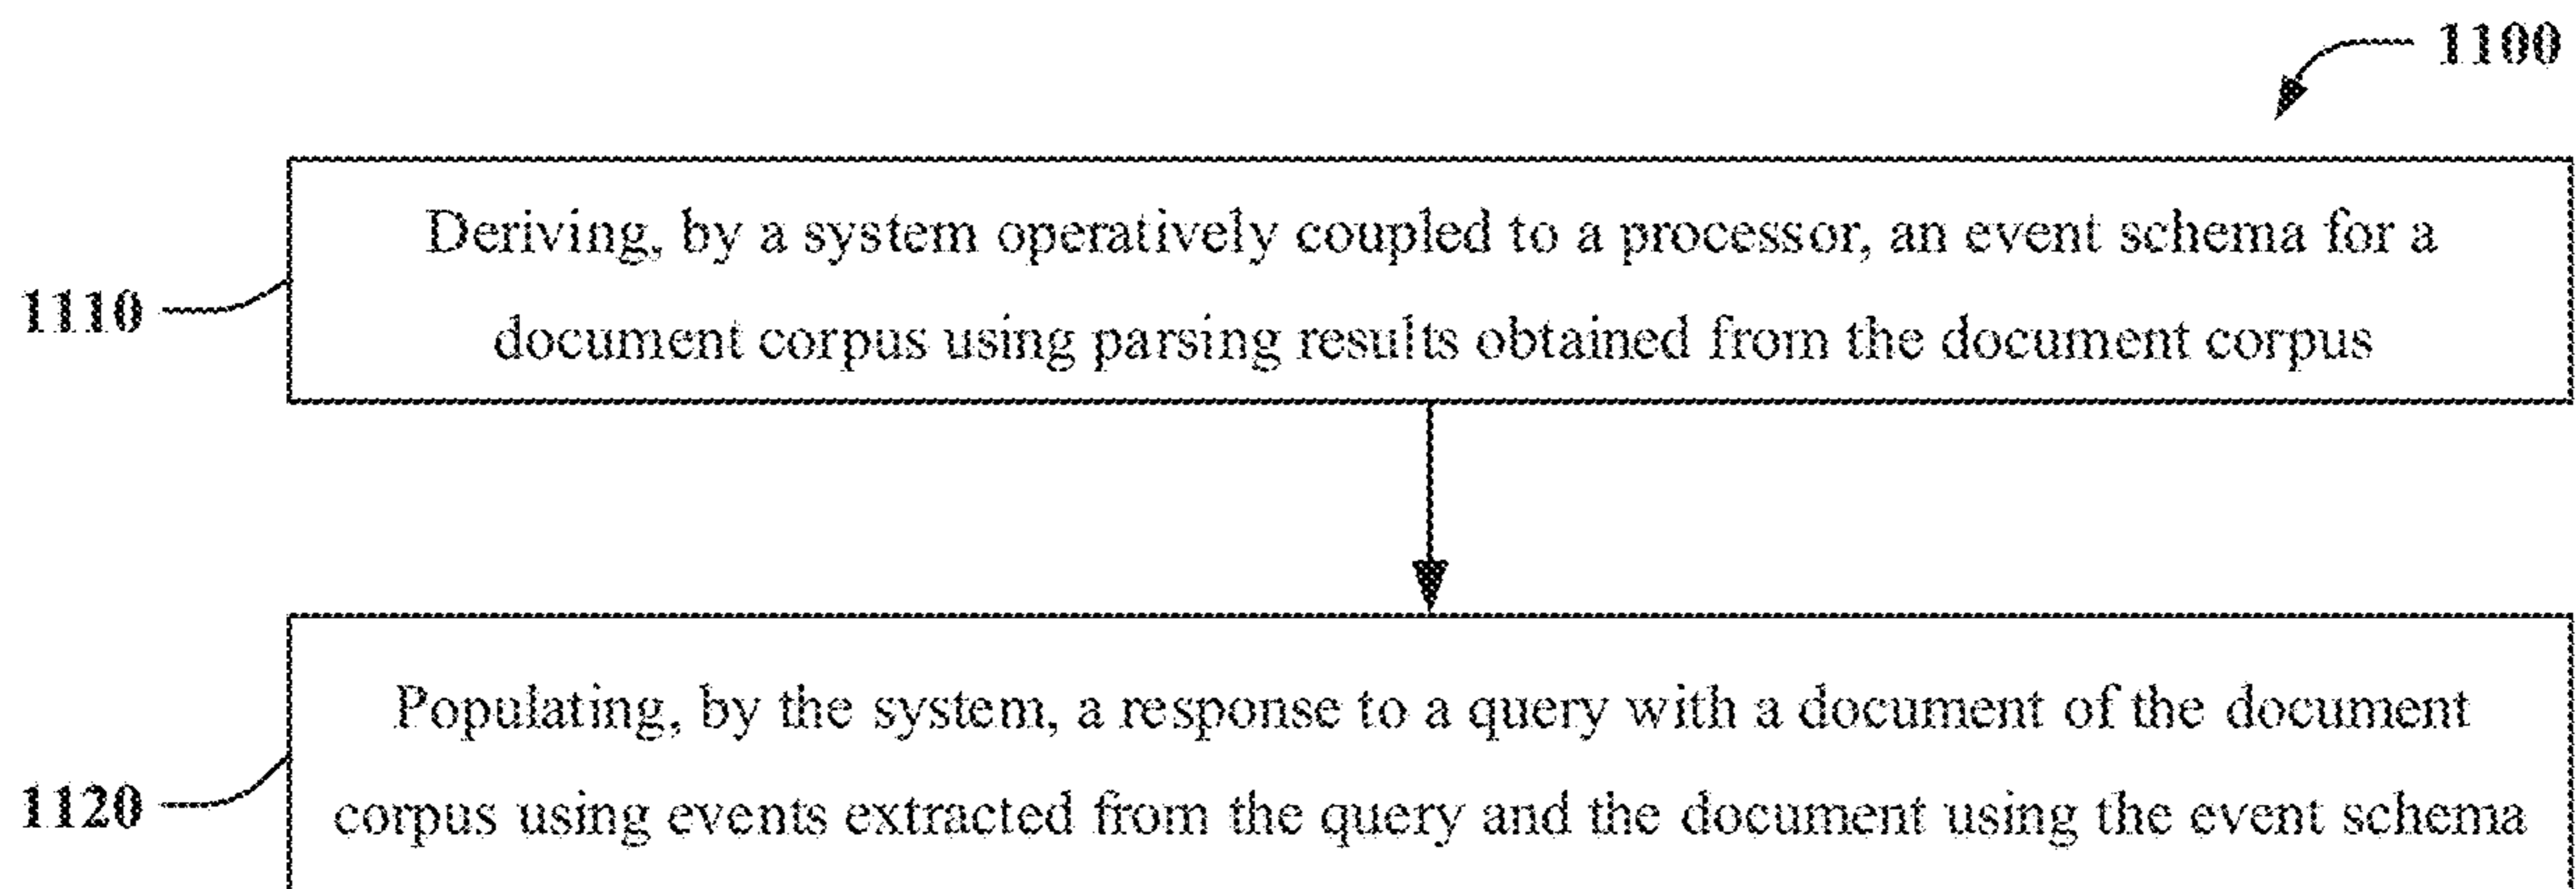 1100
Deriving, by a system operatively coupled to a processor, an event schema for a
1110
document corpus using parsing results obtained from the document corpus
Populating, by the system, a response to a query with a document of the document
1120
corpus using events extracted from the query and the document using the event schema